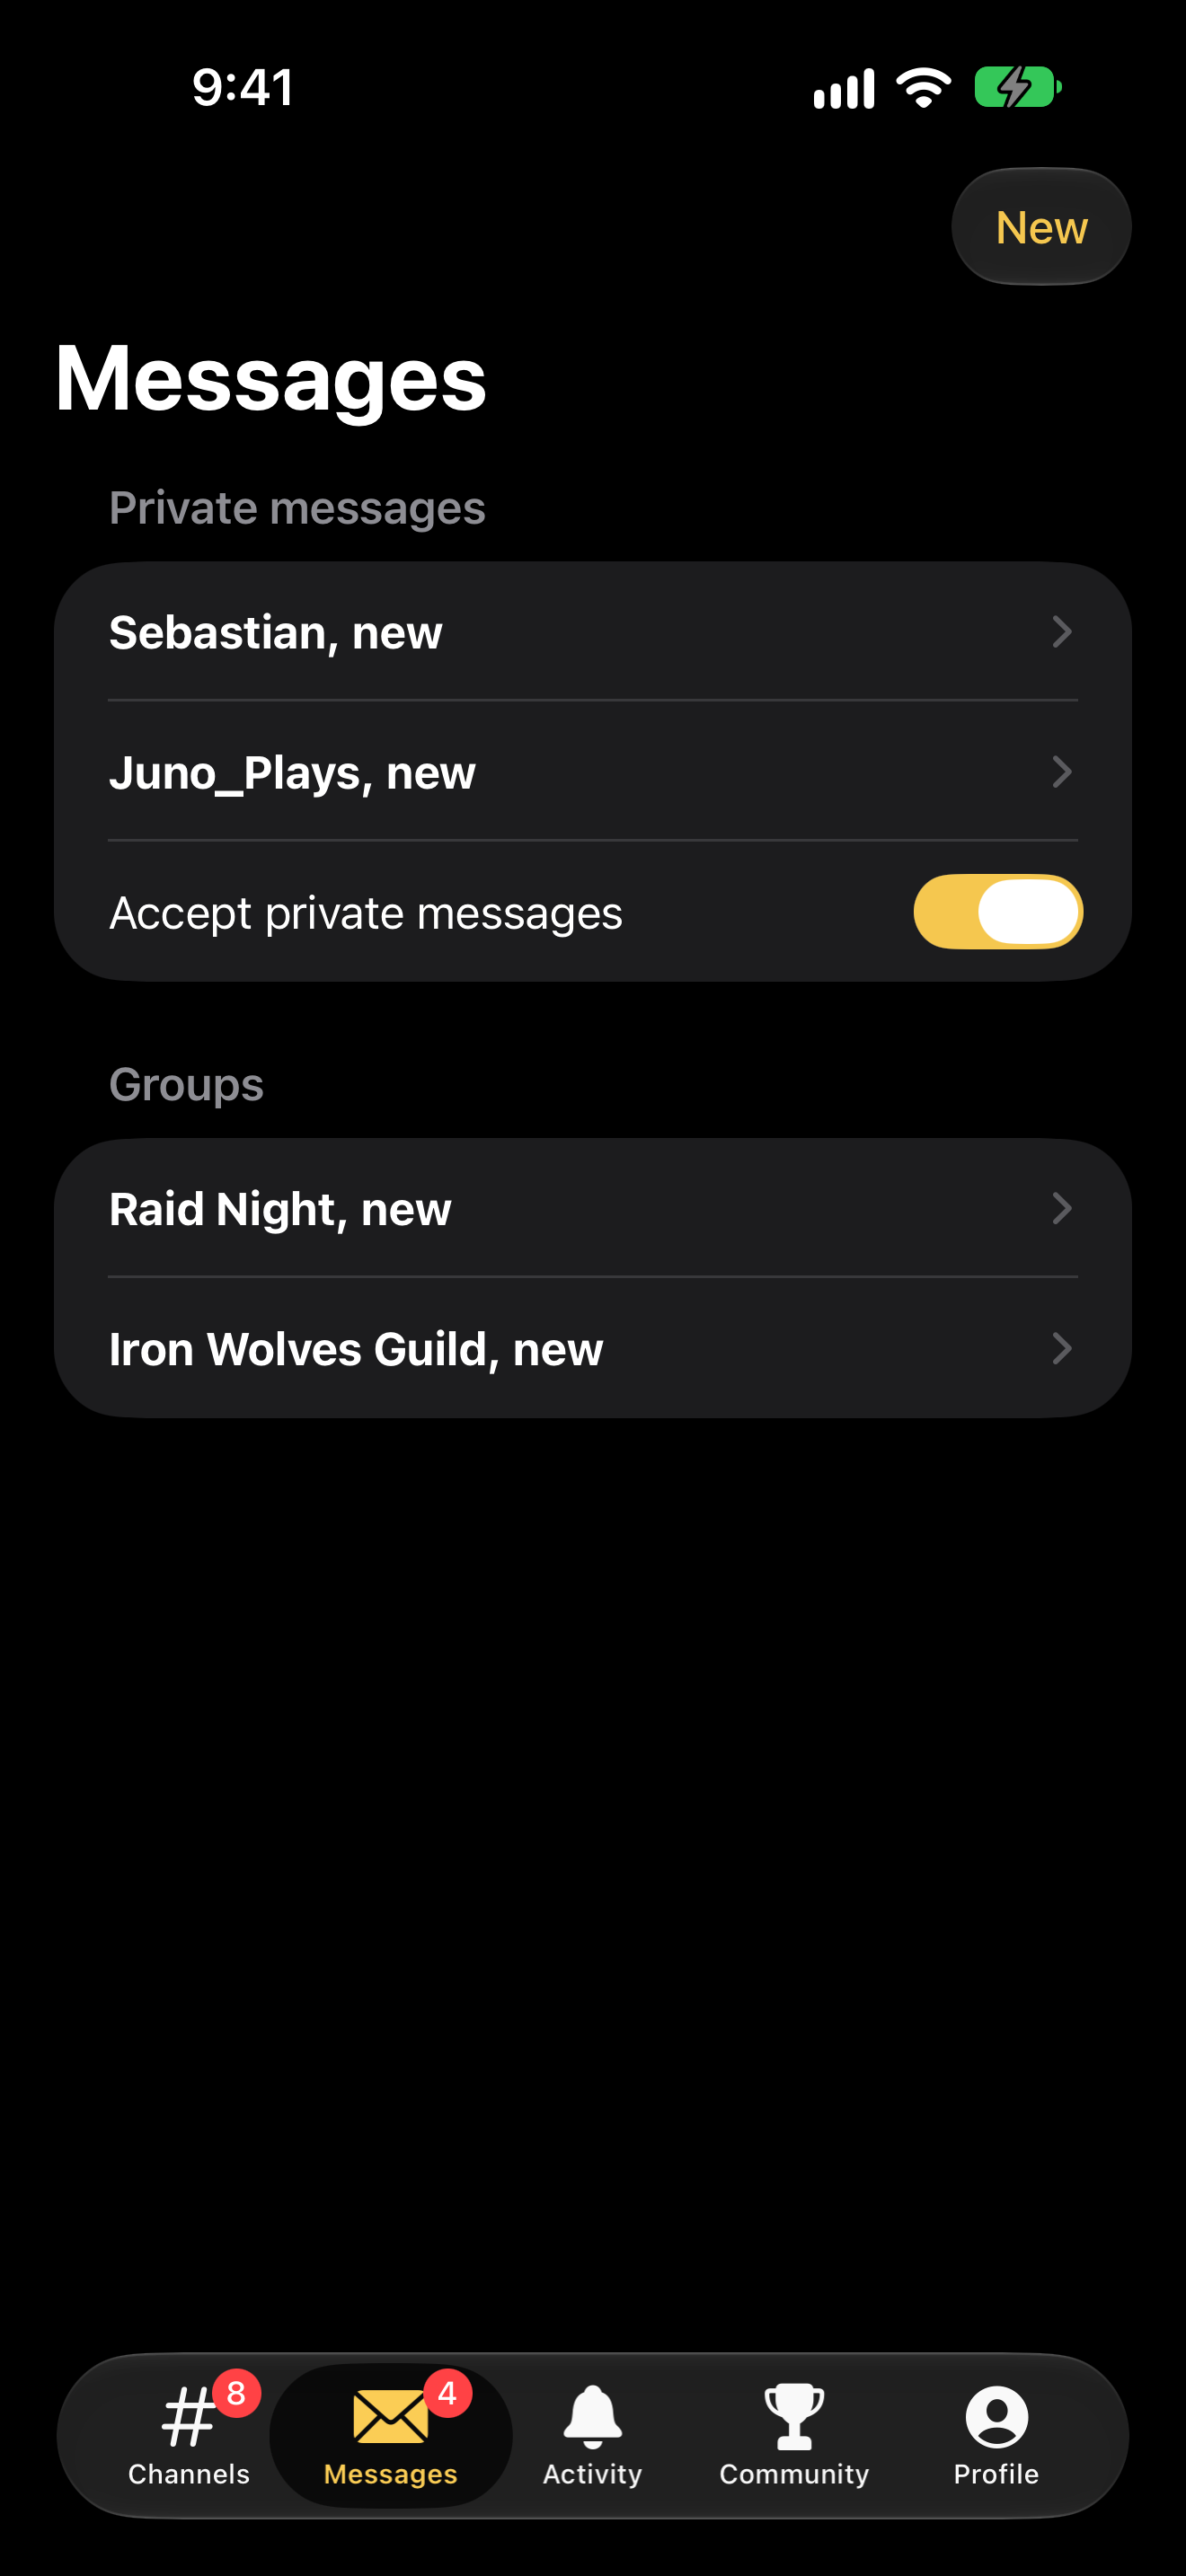 9:41
New
Messages
Private messages
Sebastian, new
Juno_Plays, new
Accept private messages
Groups
Raid Night, new
Iron Wolves Guild, new
8
4
Channels
Messages
Activity
Community
Profile